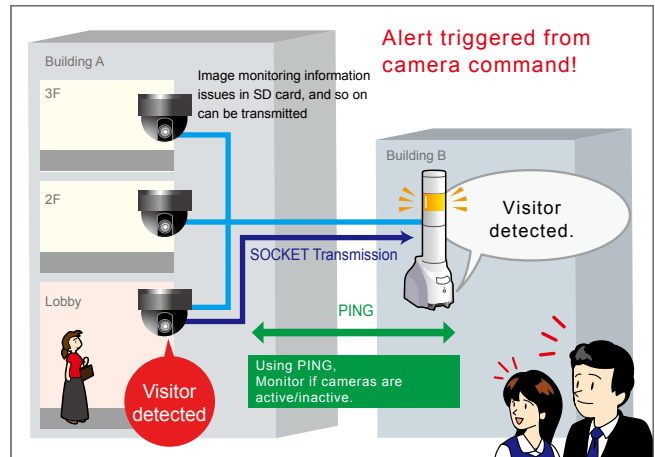 Alert triggered from
camera command!
Building A
Image monitoring information
issues in SD card, and so on
can be transmitted
3F
Building B
2F
Visitor
detected.
SOCKET Transmission
Lobby
PING
Using PING,
Monitor if cameras are
active/inactive.
Visitor
detected